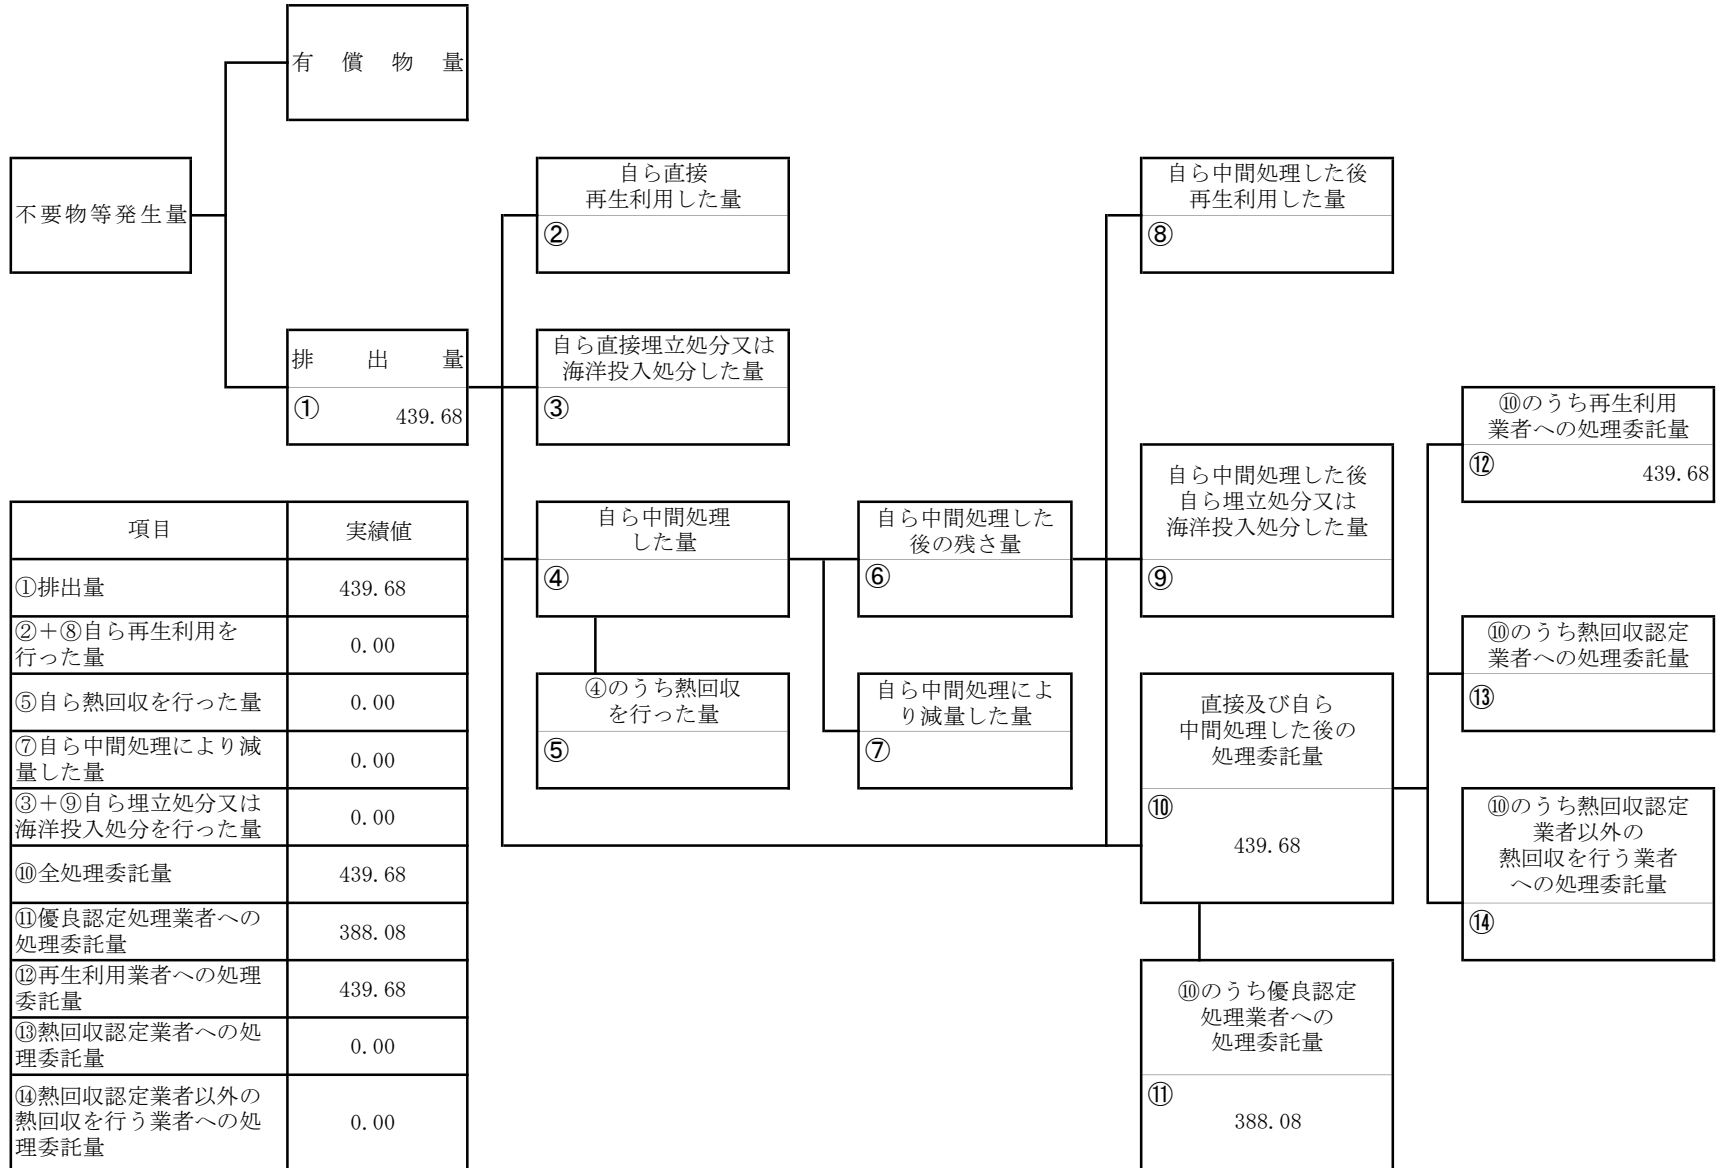 有償物量
不要物等発生量
排出量
① 439.68
自ら直接
再生利用した量
②
自ら直接埋立処分又は
海洋投入処分した量
③
自ら中間処理
した量
④
④のうち熱回収
を行った量
⑤
自ら中間処理した
後の残さ量
⑥
自ら中間処理によ
り減量した量
⑦
自ら中間処理した後
再生利用した量
⑧
自ら中間処理した後
自ら埋立処分又は
海洋投入処分した量
⑨
直接及び自ら
中間処理した後の
処理委託量
⑩
439.68
⑩のうち優良認定
処理業者への
処理委託量
⑪
388.08
⑩のうち再生利用
業者への処理委託量
⑫ 439.68
⑩のうち熱回収認定
業者への処理委託量
⑬
⑩のうち熱回収認定
業者以外の
熱回収を行う業者
への処理委託量
⑭
項目 実績値
①排出量 439.68
②+⑧自ら再生利用を
行った量 0.00
⑤自ら熱回収を行った量 0.00
⑦自ら中間処理により減
量した量 0.00
③+⑨自ら埋立処分又は
海洋投入処分を行った量 0.00
⑩全処理委託量 439.68
⑪優良認定処理業者への
処理委託量 388.08
⑫再生利用業者への処理
委託量 439.68
⑬熱回収認定業者への処
理委託量 0.00
⑭熱回収認定業者以外の
熱回収を行う業者への処
理委託量 0.00